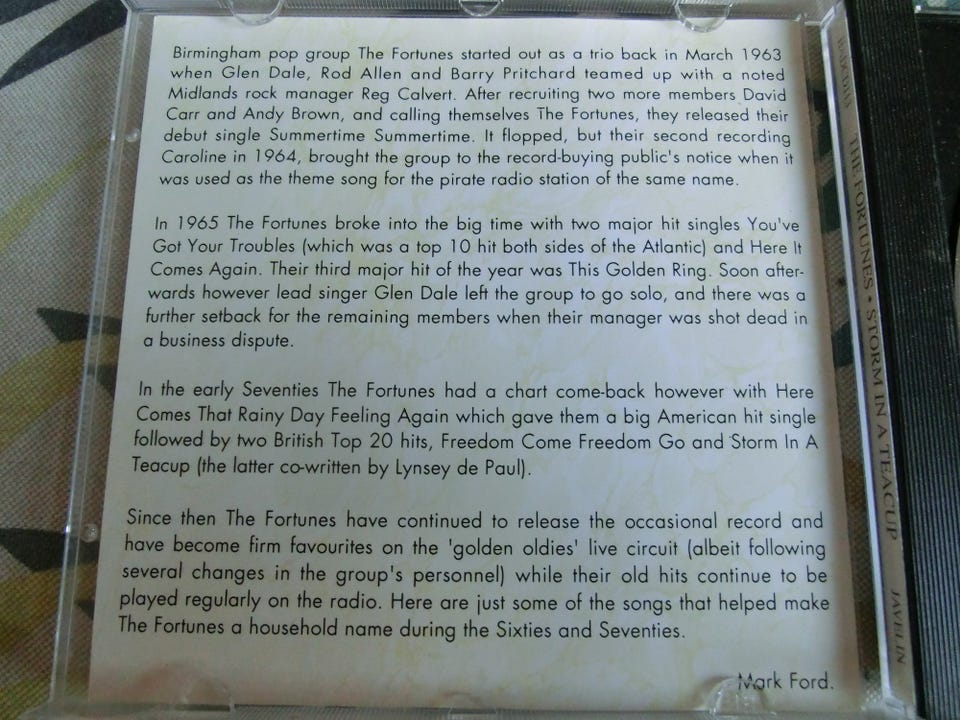 Birmingham pop group The Fortunes started out as a trio back in March 1963
when Glen Dale, Rod Allen and Barry Pritchard teamed up with a noted
Midlands rock manager Reg Calvert. After recruiting two more members David
Carr and Andy Brown, and calling themselves The Fortunes, they released their
debut single Summertime Summertime. It flopped, but their second recording
Caroline in 1964, brought the group to the record-buying public's notice when it
was used as the theme song for the pirate radio station of the same name.
In 1965 The Fortunes broke into the big time with two major hit singles You've
Got Your Troubles (which was a top 10 hit both sides of the Atlantic) and Here It
Comes Again. Their third major hit of the year was This Golden Ring. Soon after-
wards however lead singer Glen Dale left the group to go solo, and there was a
further setback for the remaining members when their manager was shot dead in
a business dispute.
In the early Seventies The Fortunes had a chart come-back however with Here
Comes That Rainy Day Feeling Again which gave them a big American hit single
followed by two British Top 20 hits, Freedom Come Freedom Go and Storm In A
Teacup (the latter co-written by Lynsey de Paul).
Since then The Fortunes have continued to release the occasional record and
have become firm favourites on the 'golden oldies' live circuit (albeit following
several changes in the group's personnel) while their old hits continue to be
played regularly on the radio. Here are just some of the songs that helped make
The Fortunes a household name during the Sixties and Seventies.
Mark Ford.
THE FORTUNES • STORM IN A TEACUP
JAVELIN